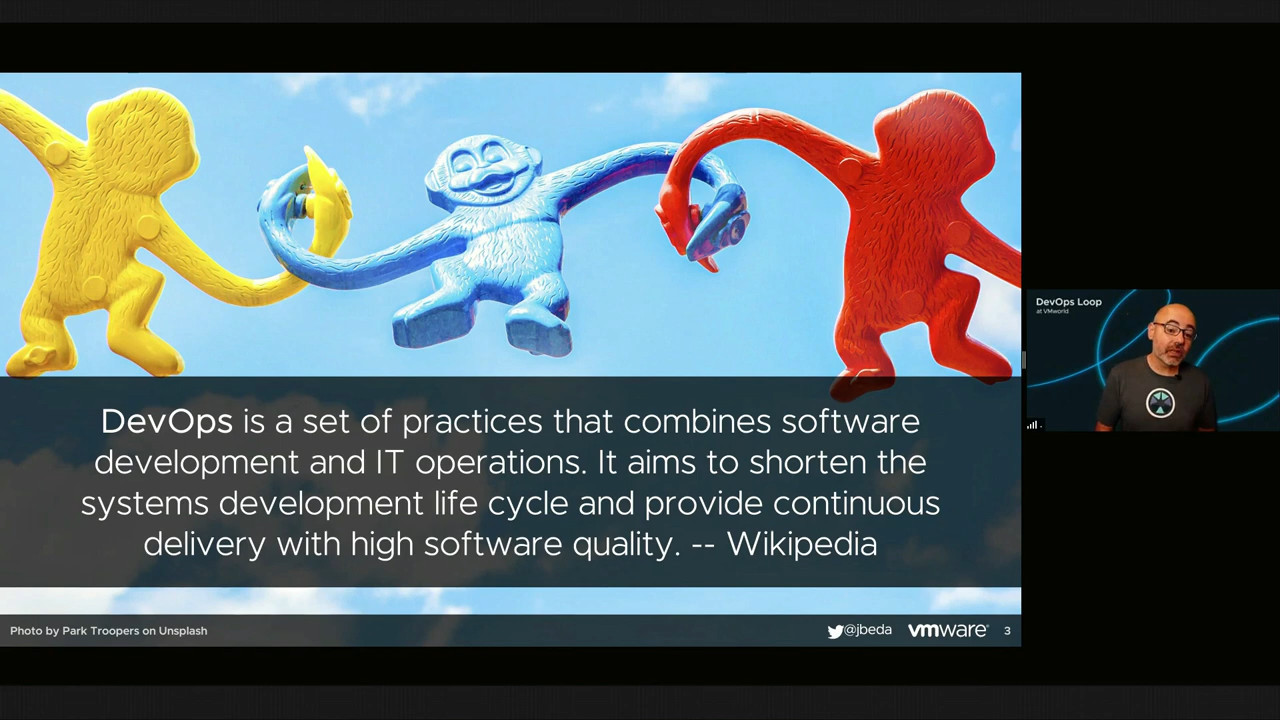 DevOps Loop
at VMworld
DevOps is a set of practices that combines software
development and IT operations. It aims to shorten the
systems development life cycle and provide continuous
delivery with high software quality. -- Wikipedia
Photo by Park Troopers on Unsplash
@jbeda
vmware®
3